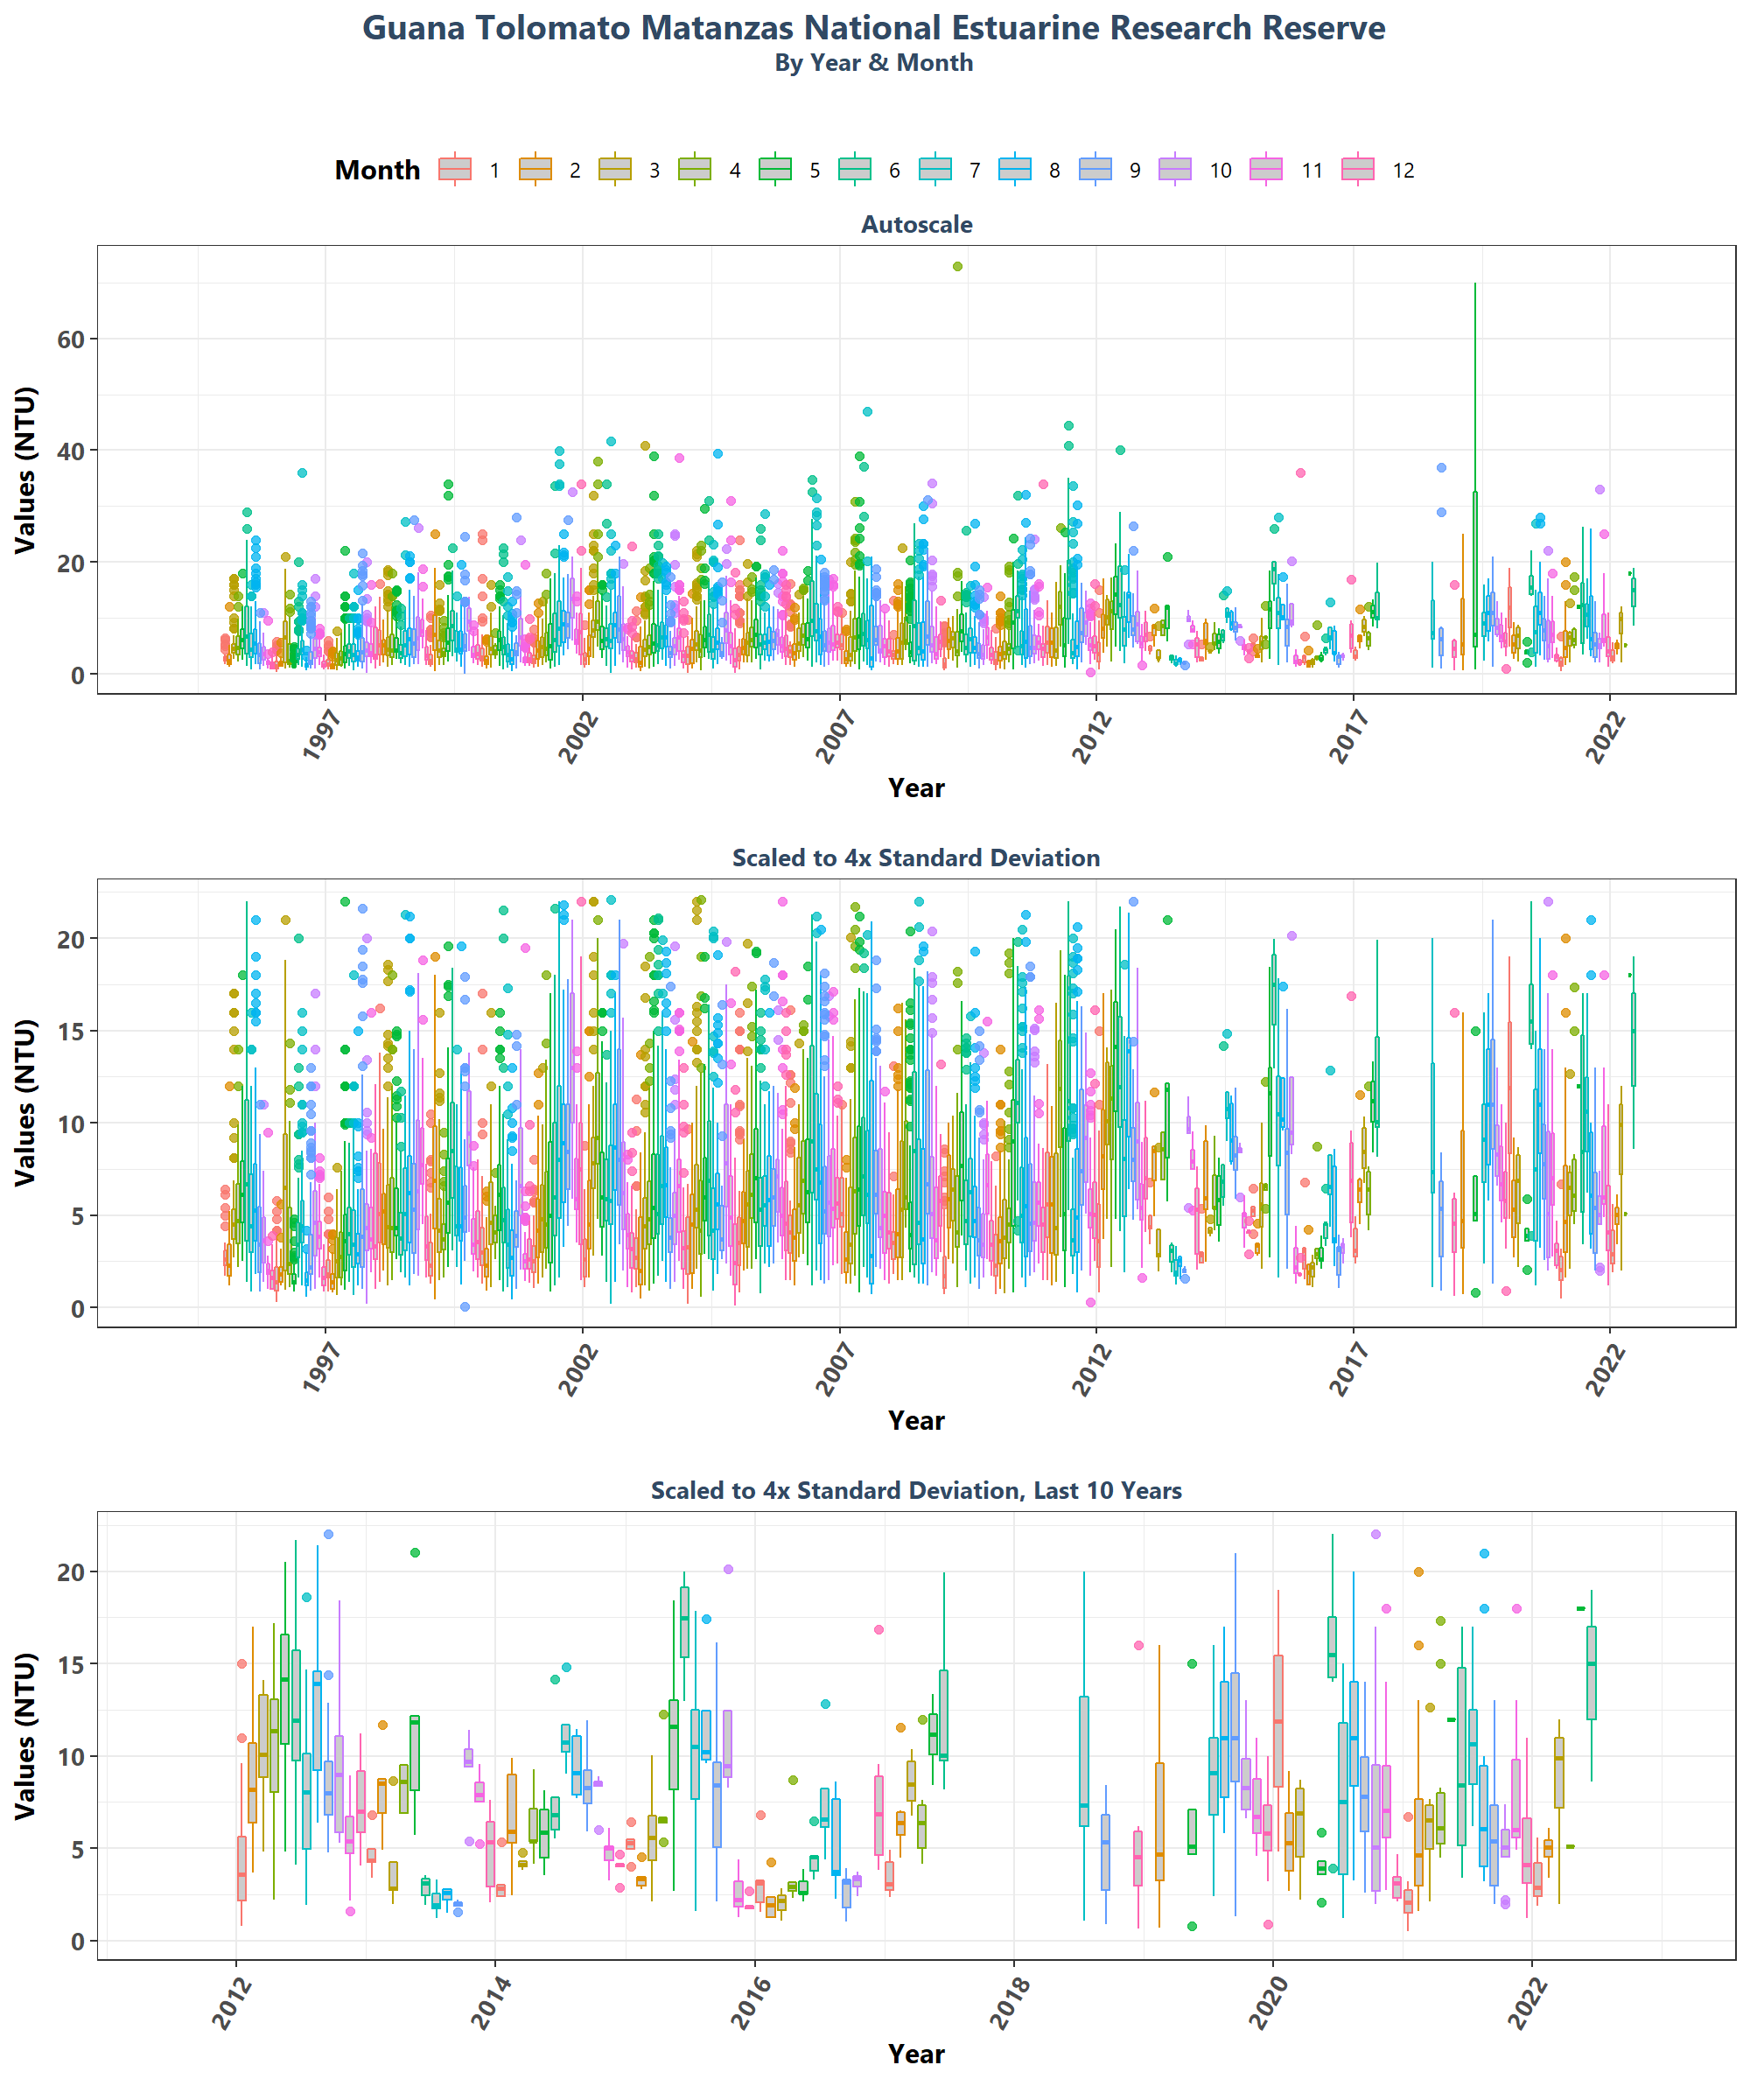 Guana Tolomato Matanzas National Estuarine Research Reserve
By Year & Month
Month 1 2 3 4 5 6 7 8 9 10 11 12
Autoscale
Values (NTU)
60
40
20
0
1997 2002 2007 2012 2017 2022
Year
Scaled to 4x Standard Deviation
Values (NTU)
20
15
10
5
0
1997 2002 2007 2012 2017 2022
Year
Scaled to 4x Standard Deviation, Last 10 Years
Values (NTU)
20
15
10
5
0
2012 2014 2016 2018 2020 2022
Year